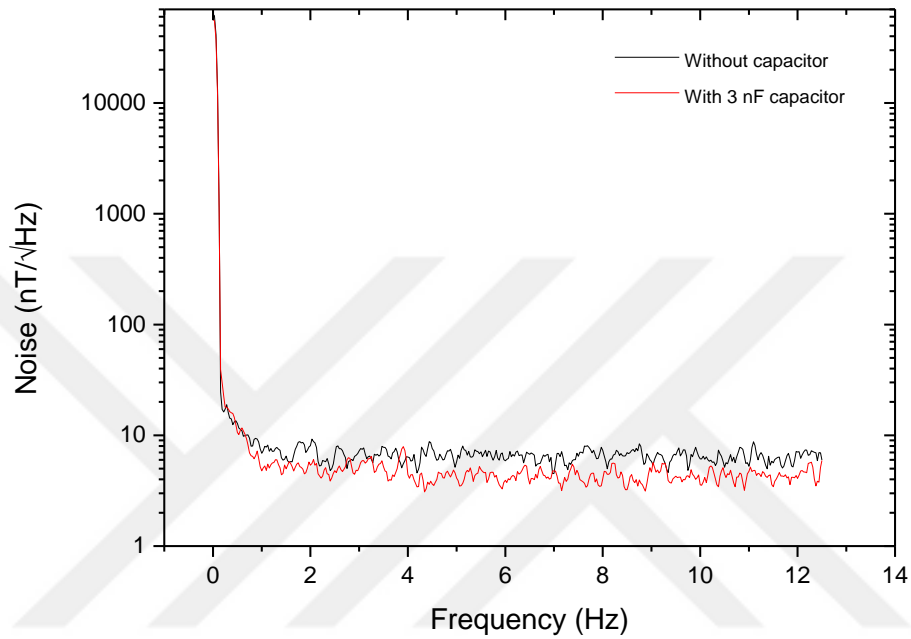 Without capacitor
With 3 nF capacitor
10000
1000
100
10
1
Noise (nT/√Hz)
0 2 4 6 8 10 12 14
Frequency (Hz)